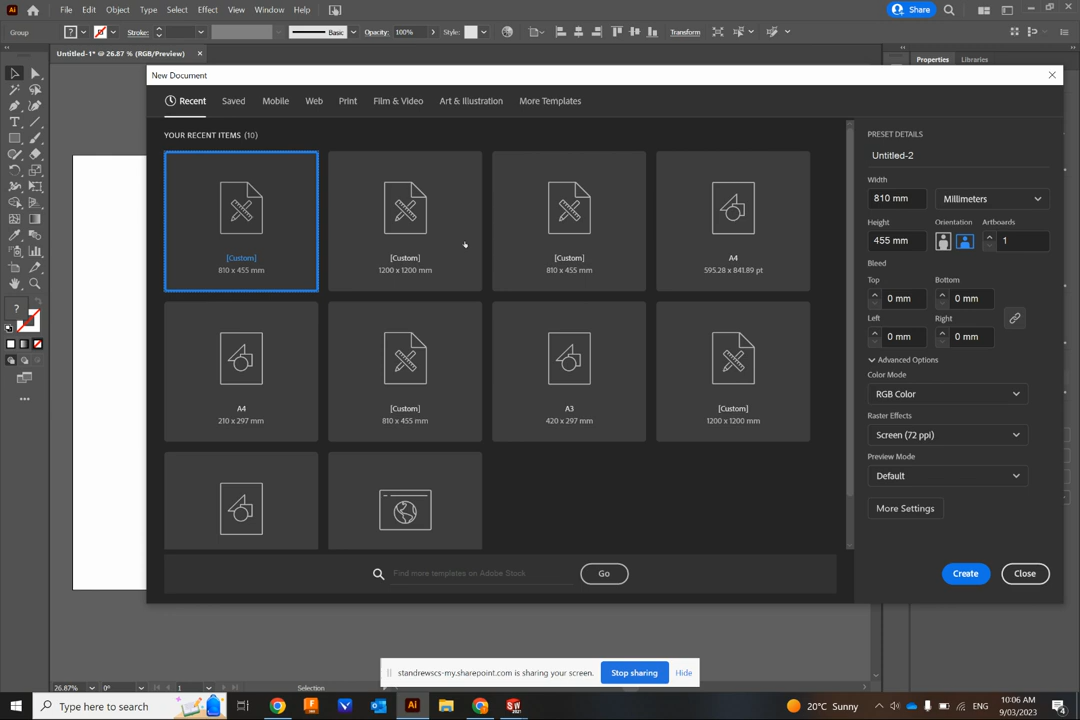 Ai File Edit Object Type Select Effect View Window Help Share
Group ? Stroke: Basic Opacity: 100% Style: Transform
Untitled-1* @ 26.87 % (RGB/Preview) × Properties Libraries
New Document
Recent Saved Mobile Web Print Film & Video Art & Illustration More Templates
YOUR RECENT ITEMS (10)
[Custom] [Custom] [Custom] A4
810 x 455 mm 1200 x 1200 mm 810 x 455 mm 595.28 x 841.89 pt
A4 [Custom] A3 [Custom]
210 x 297 mm 810 x 455 mm 420 x 297 mm 1200 x 1200 mm
Find more templates on Adobe Stock Go
PRESET DETAILS
Untitled-2
Width
810 mm Millimeters
Height Orientation Artboards
455 mm 1
Bleed
Top Bottom
0 mm 0 mm
Left Right
0 mm 0 mm
Advanced Options
Color Mode
RGB Color
Raster Effects
Screen (72 ppi)
Preview Mode
Default
More Settings
Create Close
?
standrewscs-my.sharepoint.com is sharing your screen. Stop sharing Hide
26.87% 0° 1 Selection
Type here to search Ai 20°C Sunny ENG 10:06 AM
9/03/2023 4